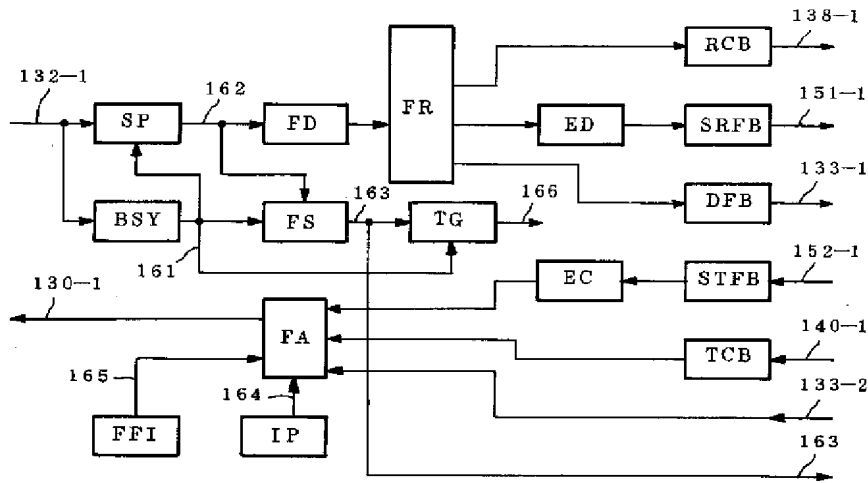 138-1
RCB
132-1
162
151-1
SP
FD
FR
ED
SRFB
163
166
133-1
BSY
FS
TG
DFB
161
152-1
130-1
EC
STFB
140-1
FA
TCB
165
164
133-2
FFI
IP
163